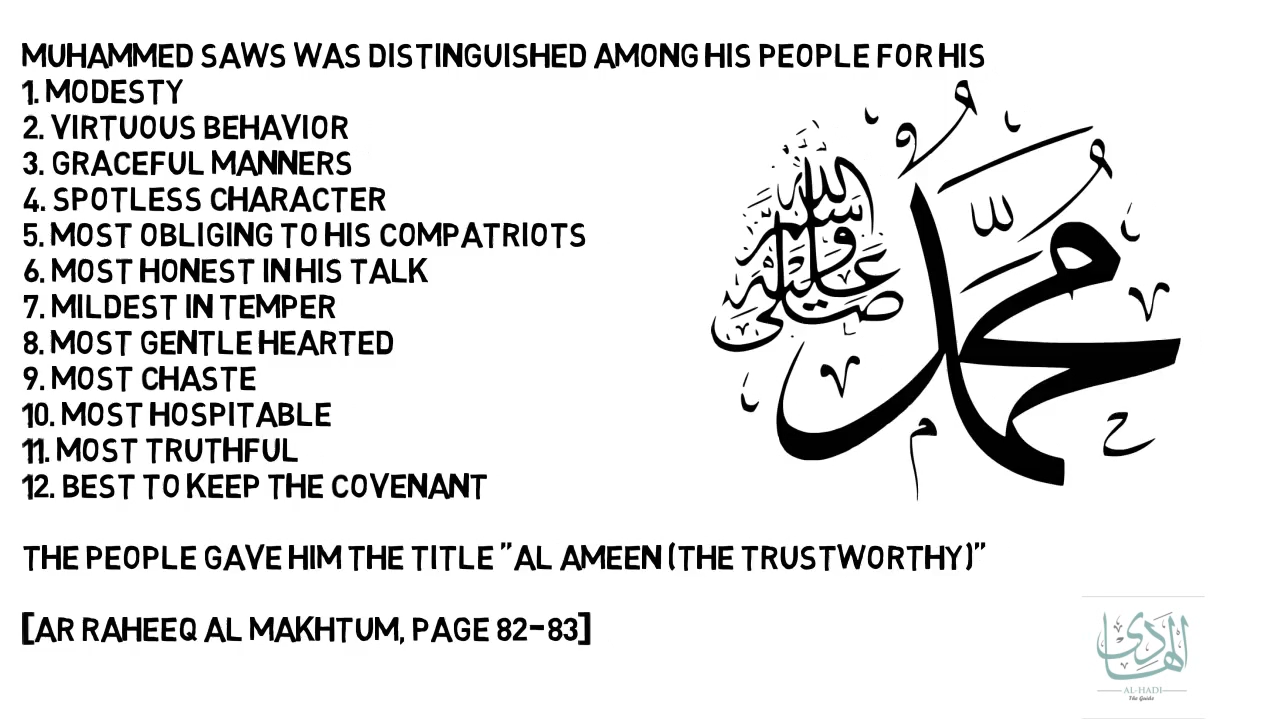 MUHAMMED SAWS WAS DISTINGUISHED AMONG HIS PEOPLE FOR HIS
1. MODESTY
2. VIRTUOUS BEHAVIOR
3. GRACEFUL MANNERS
4. SPOTLESS CHARACTER
5. MOST OBLIGING TO HIS COMPATRIOTS
6. MOST HONEST IN HIS TALK
7. MILDEST IN TEMPER
8. MOST GENTLE HEARTED
9. MOST CHASTE
10. MOST HOSPITABLE
11. MOST TRUTHFUL
12. BEST TO KEEP THE COVENANT
THE PEOPLE GAVE HIM THE TITLE "AL AMEEN (THE TRUSTWORTHY)"
[AR RAHEEQ AL MAKHTUM, PAGE 82-83]
محمد
صلى الله عليه وسلم
الهادي
AL-HADI
The Guide